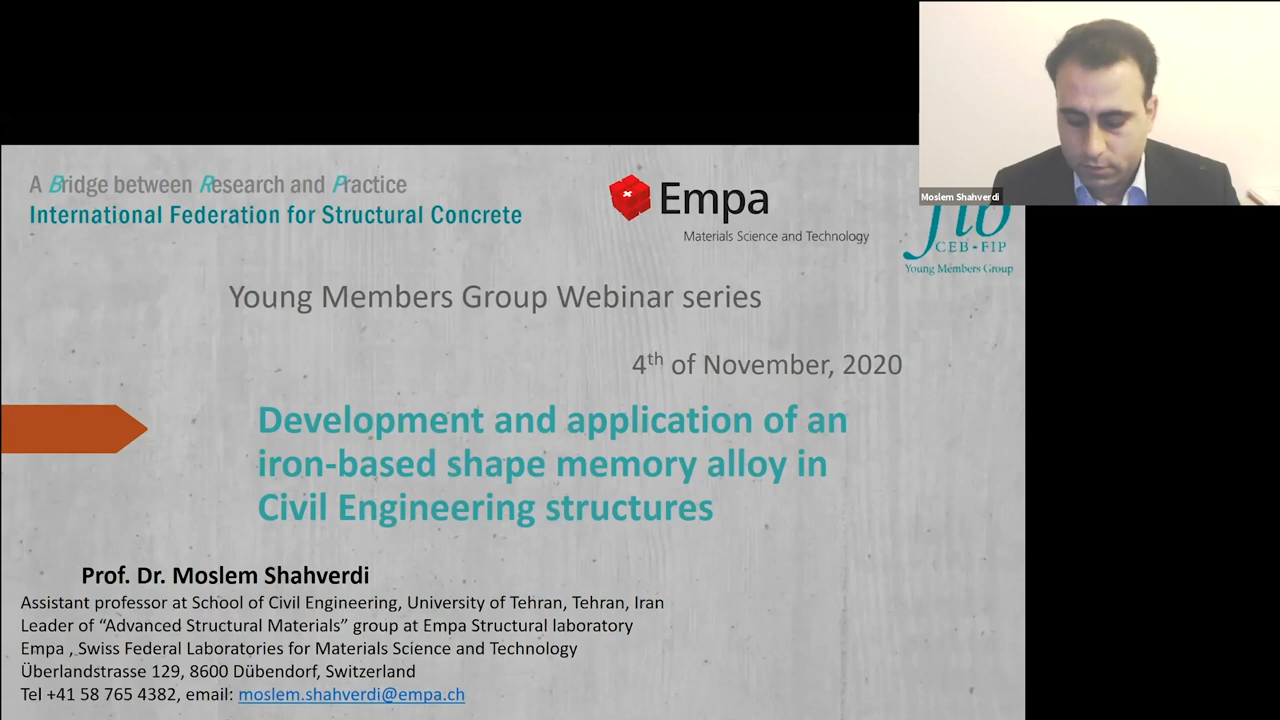 A Bridge between Research and Practice
International Federation for Structural Concrete
Empa
Materials Science and Technology
Moslem Shahverdi
fib
CEB-FIP
Young Members Group
Young Members Group Webinar series
4th of November, 2020
Development and application of an
iron-based shape memory alloy in
Civil Engineering structures
Prof. Dr. Moslem Shahverdi
Assistant professor at School of Civil Engineering, University of Tehran, Tehran, Iran
Leader of “Advanced Structural Materials” group at Empa Structural laboratory
Empa , Swiss Federal Laboratories for Materials Science and Technology
Überlandstrasse 129, 8600 Dübendorf, Switzerland
Tel +41 58 765 4382, email: moslem.shahverdi@empa.ch